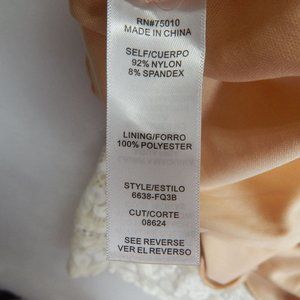 RN#75010
MADE IN CHINA
SELF/CUERPO
92% NYLON
8% SPANDEX
LINING/FORRO
100% POLYESTER
STYLE/ESTILO
6638-FQ3B
CUT/CORTE
08624
SEE REVERSE
VER EL REVERSO